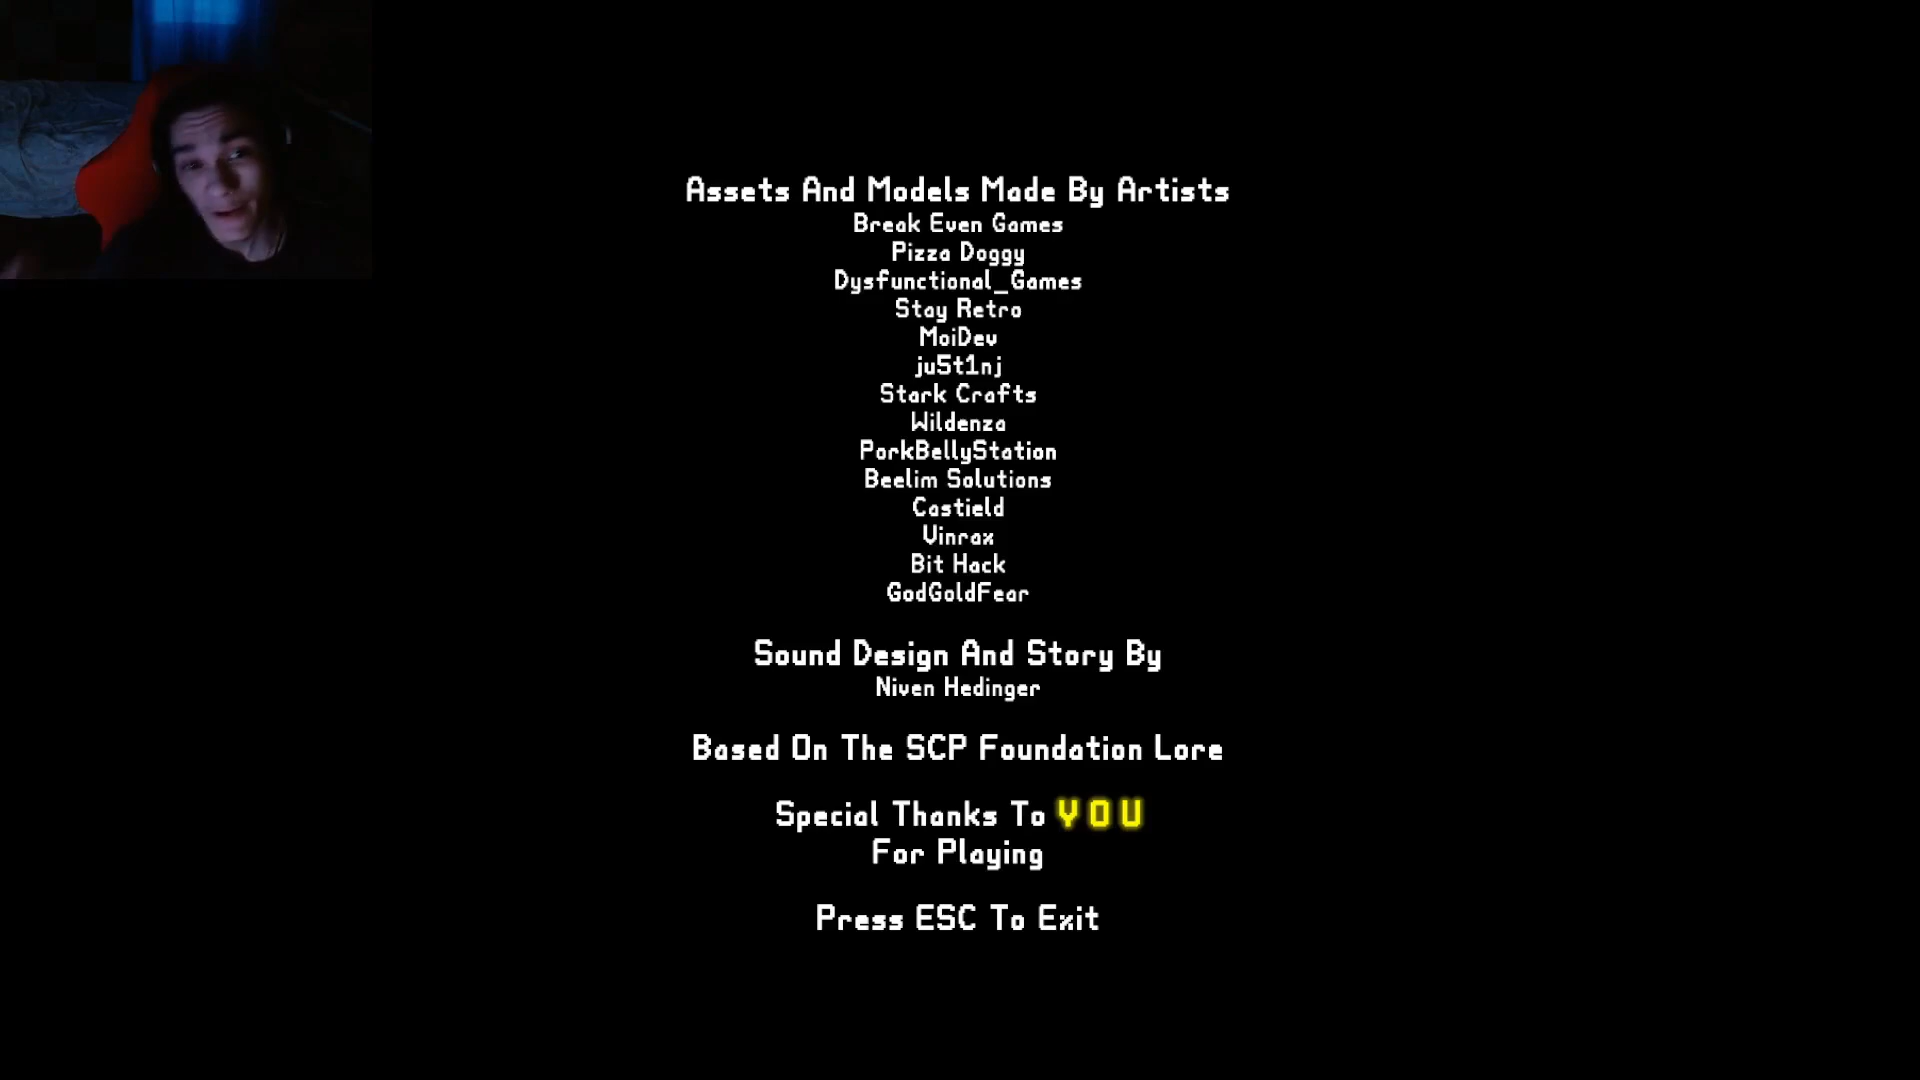 Assets And Models Made By Artists
Break Even Games
Pizza Doggy
Dysfunctional_Games
Stay Retro
MoiDev
ju5t1nj
Stark Crafts
Wildenza
PorkBellyStation
Beelim Solutions
Castield
Vinrax
Bit Hack
GodGoldFear
Sound Design And Story By
Niven Hedinger
Based On The SCP Foundation Lore
Special Thanks To Y O U
For Playing
Press ESC To Exit